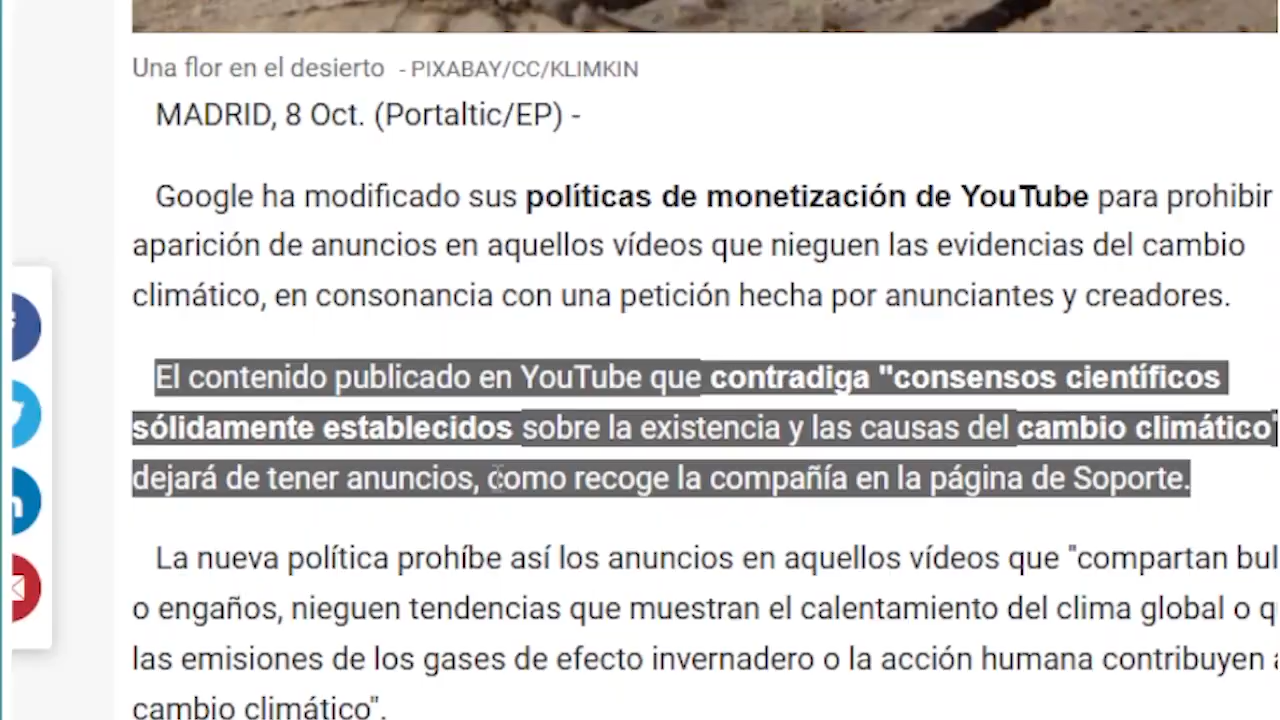 Una flor en el desierto - PIXABAY/CC/KLIMKIN
MADRID, 8 Oct. (Portaltic/EP) -
Google ha modificado sus políticas de monetización de YouTube para prohibir
aparición de anuncios en aquellos vídeos que nieguen las evidencias del cambio
climático, en consonancia con una petición hecha por anunciantes y creadores.
El contenido publicado en YouTube que contradiga "consensos científicos
sólidamente establecidos sobre la existencia y las causas del cambio climático"
dejará de tener anuncios, como recoge la compañía en la página de Soporte.
La nueva política prohíbe así los anuncios en aquellos vídeos que "compartan
o engaños, nieguen tendencias que muestran el calentamiento del clima global o
las emisiones de los gases de efecto invernadero o la acción humana contribuyen
cambio climático".